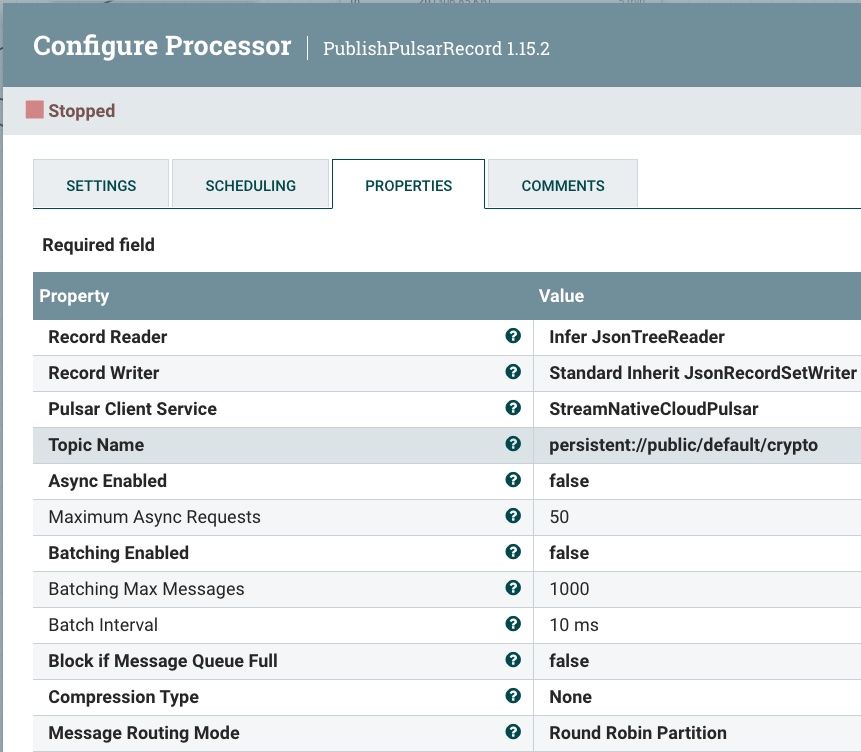 Configure Processor | PublishPulsarRecord 1.15.2
Stopped
SETTINGS SCHEDULING PROPERTIES COMMENTS
Required field
Property Value
Record Reader Infer JsonTreeReader
Record Writer Standard Inherit JsonRecordSetWriter
Pulsar Client Service StreamNativeCloudPulsar
Topic Name persistent://public/default/crypto
Async Enabled false
Maximum Async Requests 50
Batching Enabled false
Batching Max Messages 1000
Batch Interval 10 ms
Block if Message Queue Full false
Compression Type None
Message Routing Mode Round Robin Partition